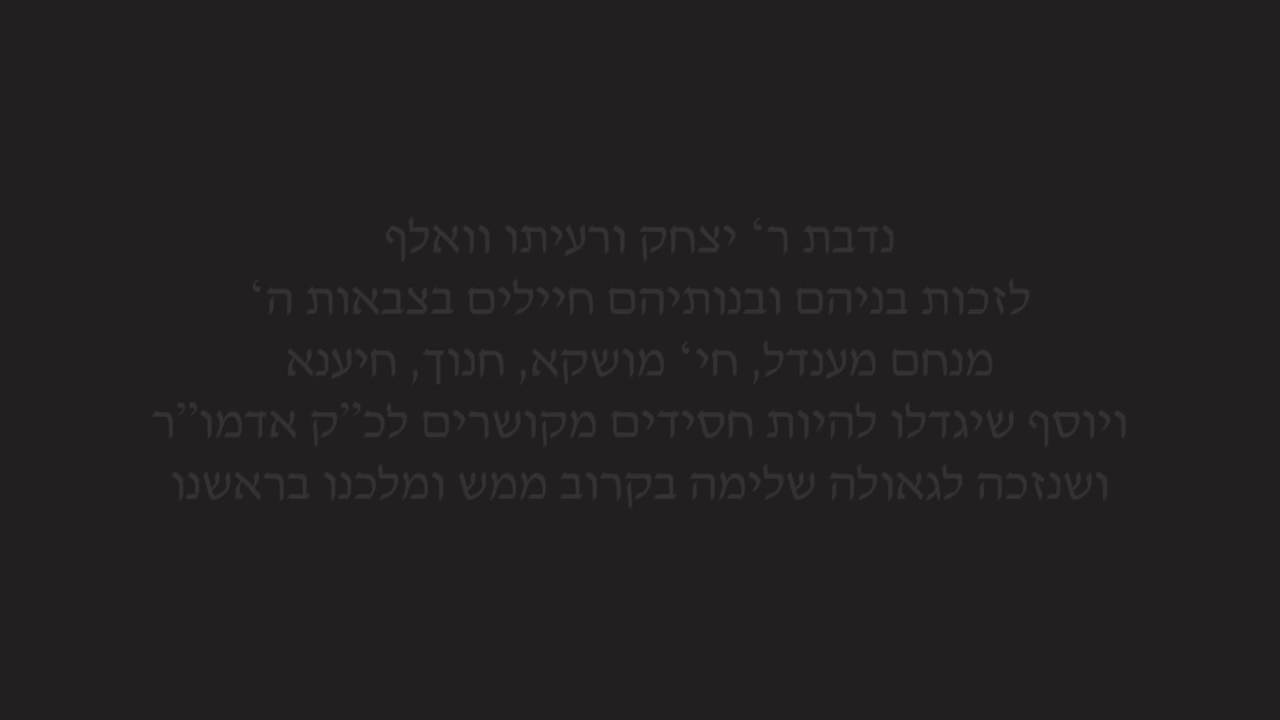 נדבת ר‘ יצחק ורעיתו וואלף
לזכות בניהם ובנותיהם חיילים בצבאות ה‘
מנחם מענדל, חי‘ מושקא, חנוך, חיענא
ויוסף שיגדלו להיות חסידים מקושרים לכ”ק אדמו”ר
ושנזכה לגאולה שלימה בקרוב ממש ומלכנו בראשנו